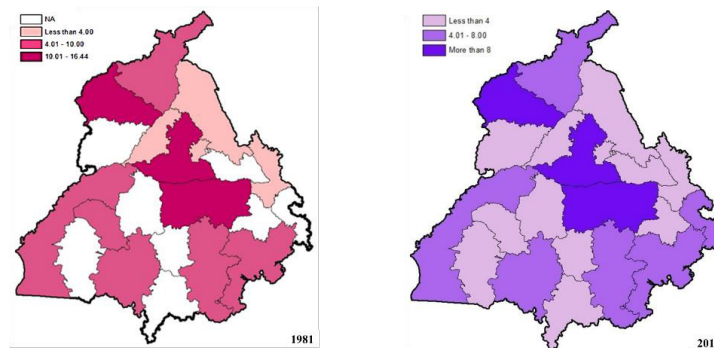 NA
Less than 4.00
4.01 - 10.00
10.01 - 16.44
1981
Less than 4
4.01 - 8.00
More than 8
201